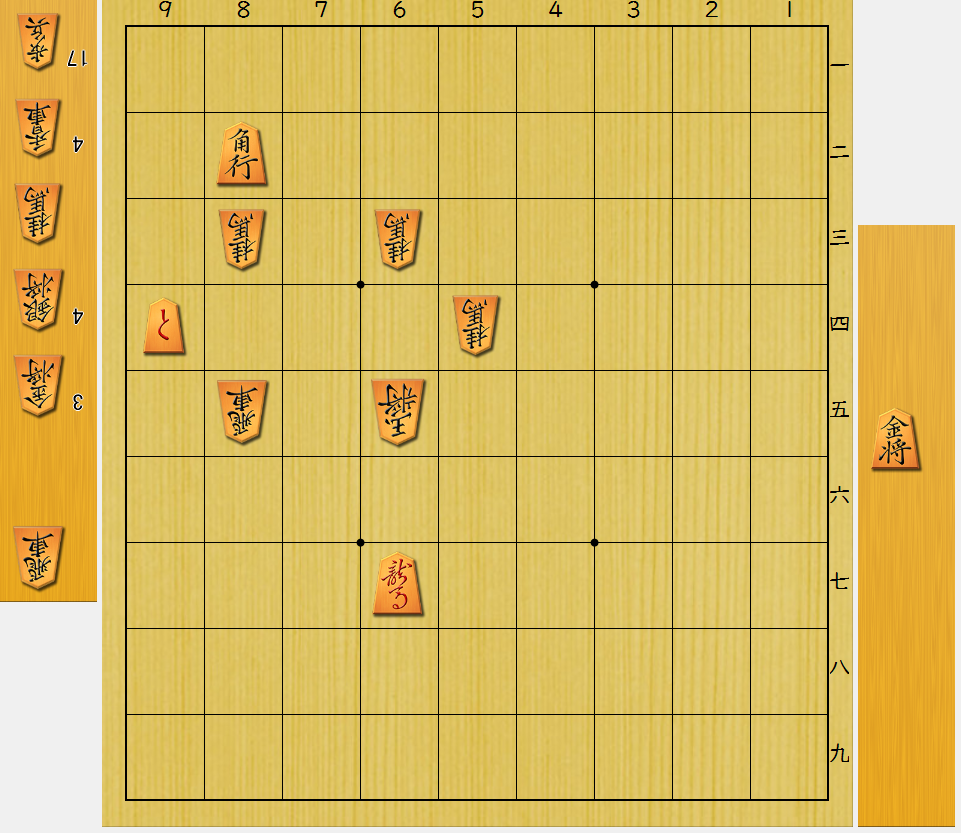 9 8 7 6 5 4 3 2 1
一
二
三
四
五
六
七
八
九
歩兵 17
香車 4
桂馬
銀将 4
金将 3
飛車
角行
桂馬 桂馬
と 桂馬
飛車 玉将
龍馬
金将